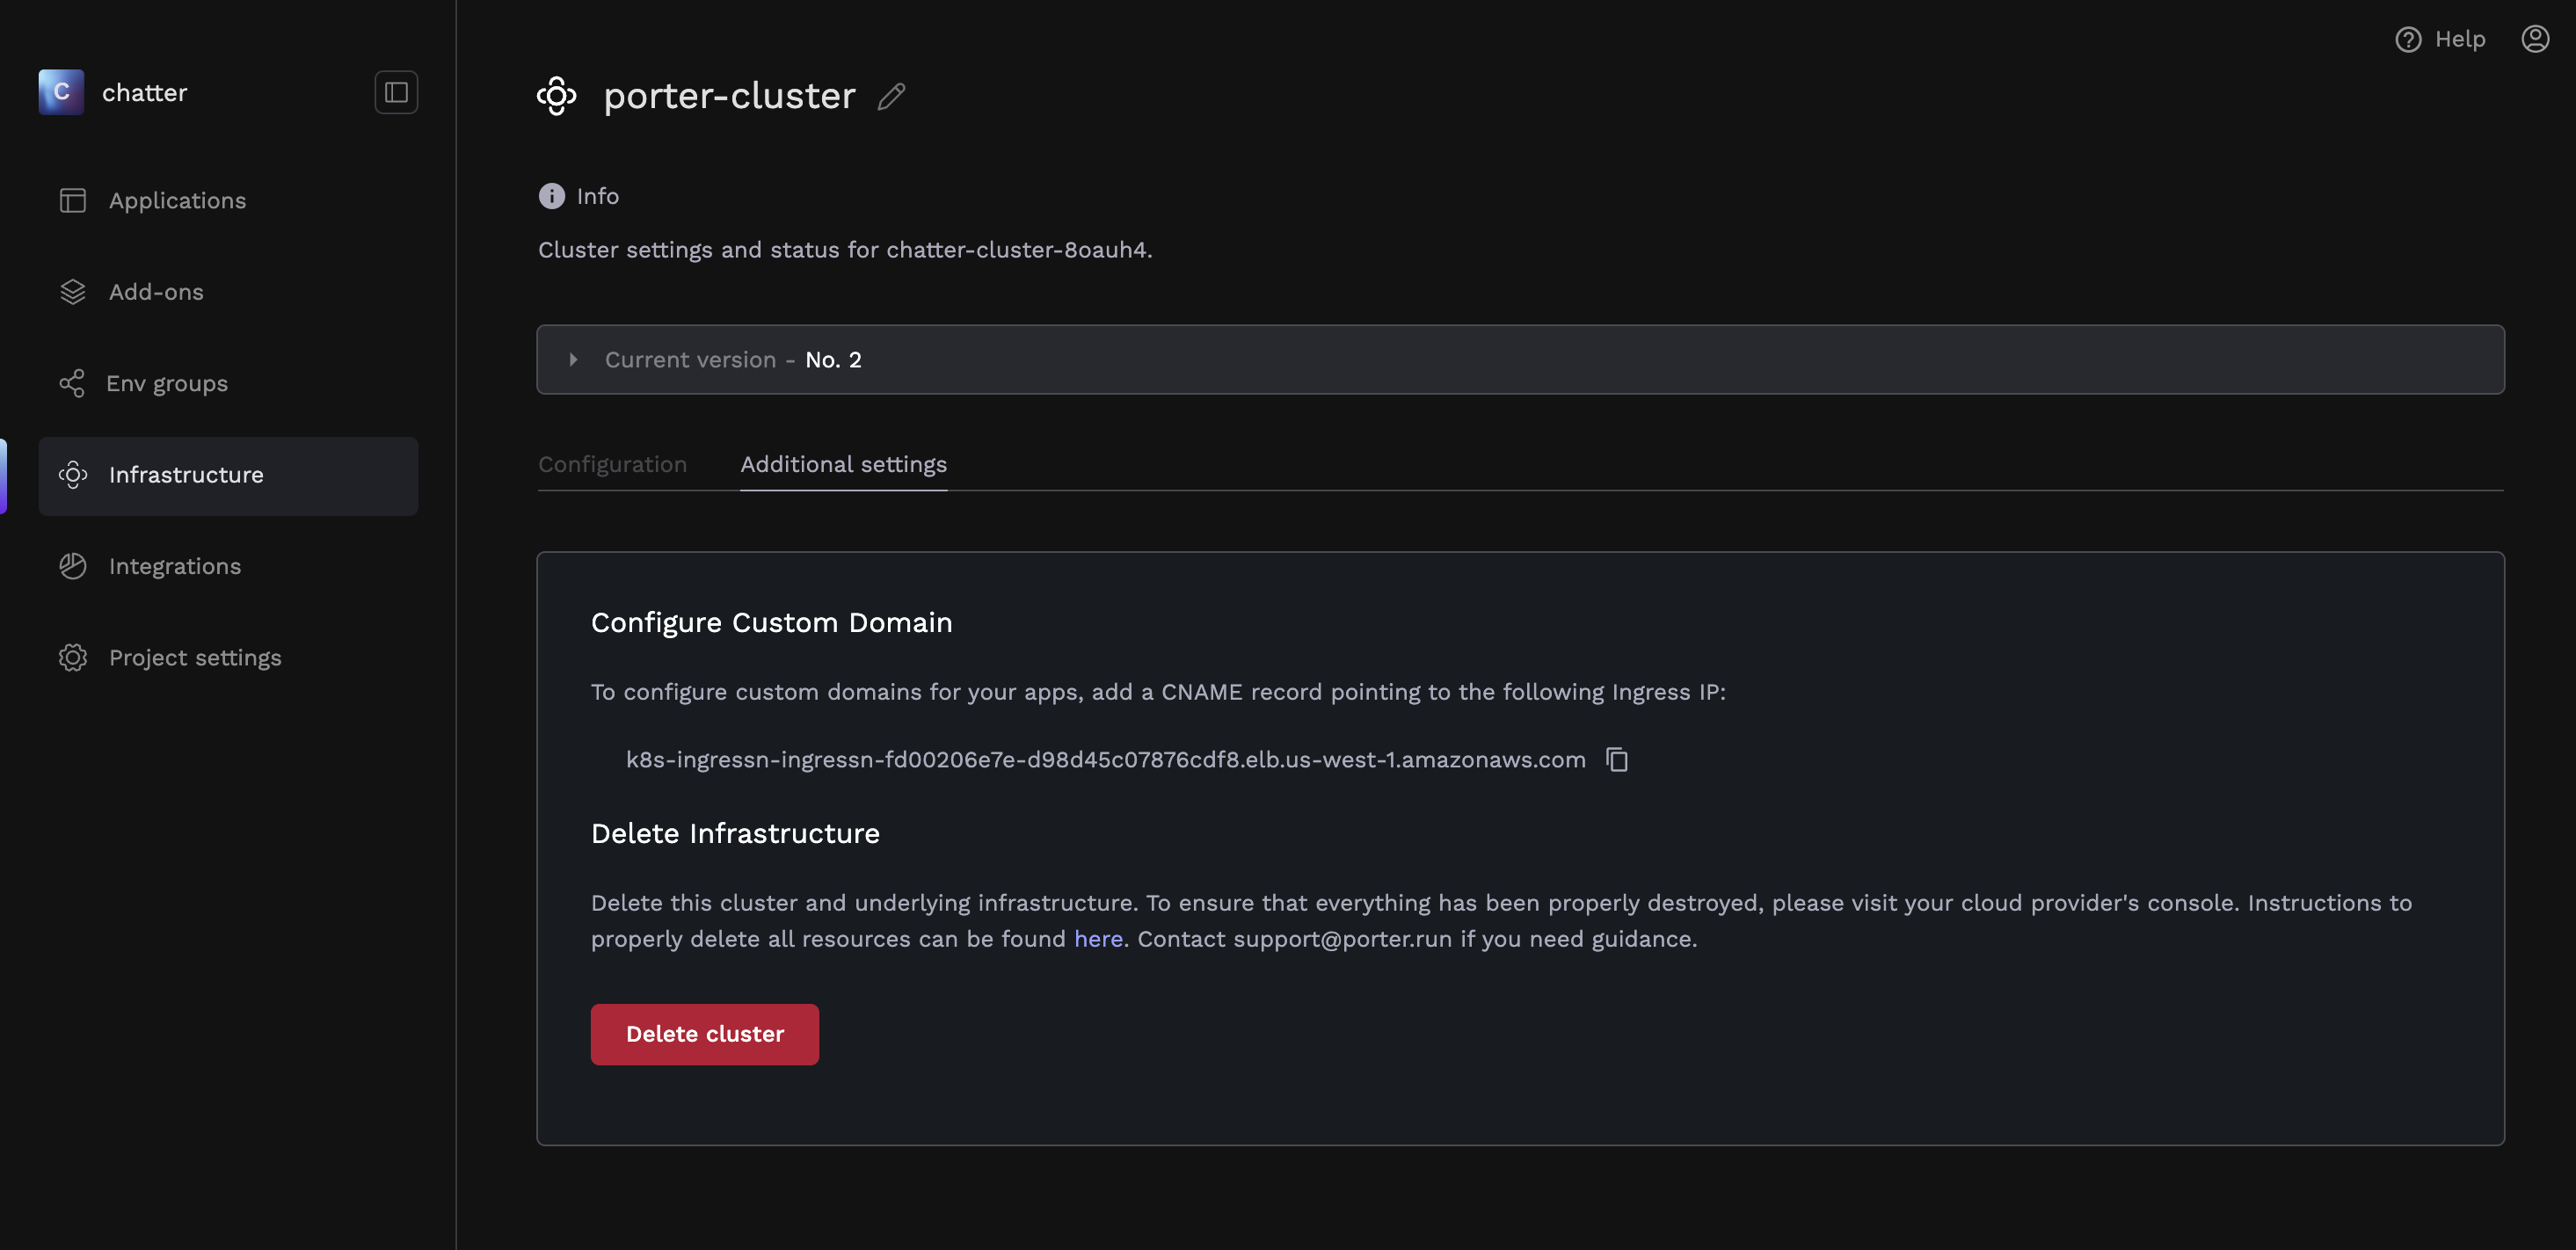 Help
C chatter
Applications
Add-ons
Env groups
Infrastructure
Integrations
Project settings
porter-cluster
Info
Cluster settings and status for chatter-cluster-8oauh4.
Current version - No. 2
Configuration Additional settings
Configure Custom Domain
To configure custom domains for your apps, add a CNAME record pointing to the following Ingress IP:
k8s-ingressn-ingressn-fd00206e7e-d98d45c07876cdf8.elb.us-west-1.amazonaws.com
Delete Infrastructure
Delete this cluster and underlying infrastructure. To ensure that everything has been properly destroyed, please visit your cloud provider's console. Instructions to
properly delete all resources can be found here. Contact support@porter.run if you need guidance.
Delete cluster